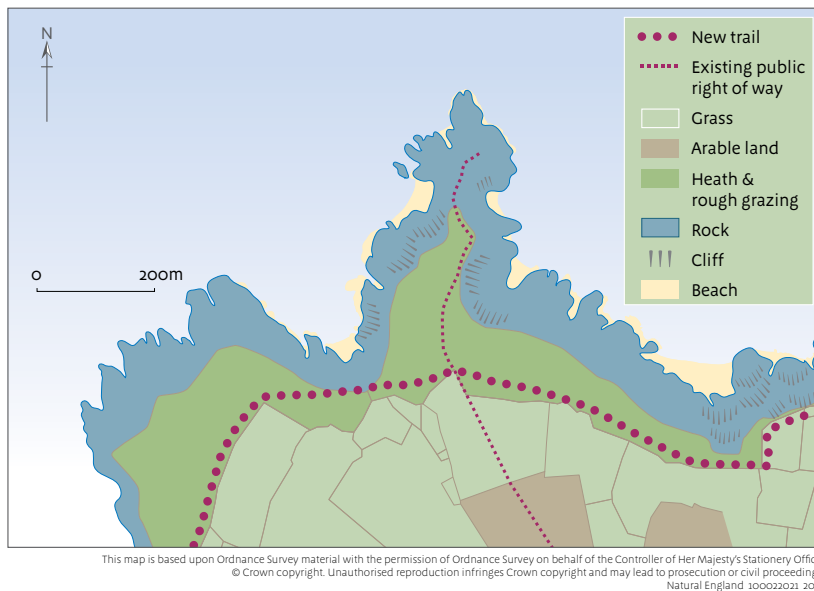 N
0 200m
New trail
Existing public
right of way
Grass
Arable land
Heath &
rough grazing
Rock
Cliff
Beach
This map is based upon Ordnance Survey material with the permission of Ordnance Survey on behalf of the Controller of Her Majesty's Stationery
© Crown copyright. Unauthorised reproduction infringes Crown copyright and may lead to prosecution or civil
Natural England 100022021